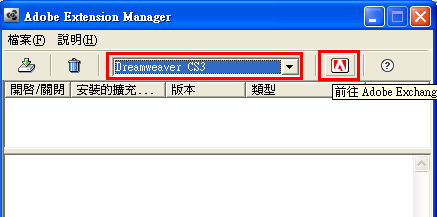 Adobe Extension Manager
檔案(F) 說明(H)
Dreamweaver CS3
開啓/關閉 安裝的擴充... 版本 類型
前往 Adobe Exchang